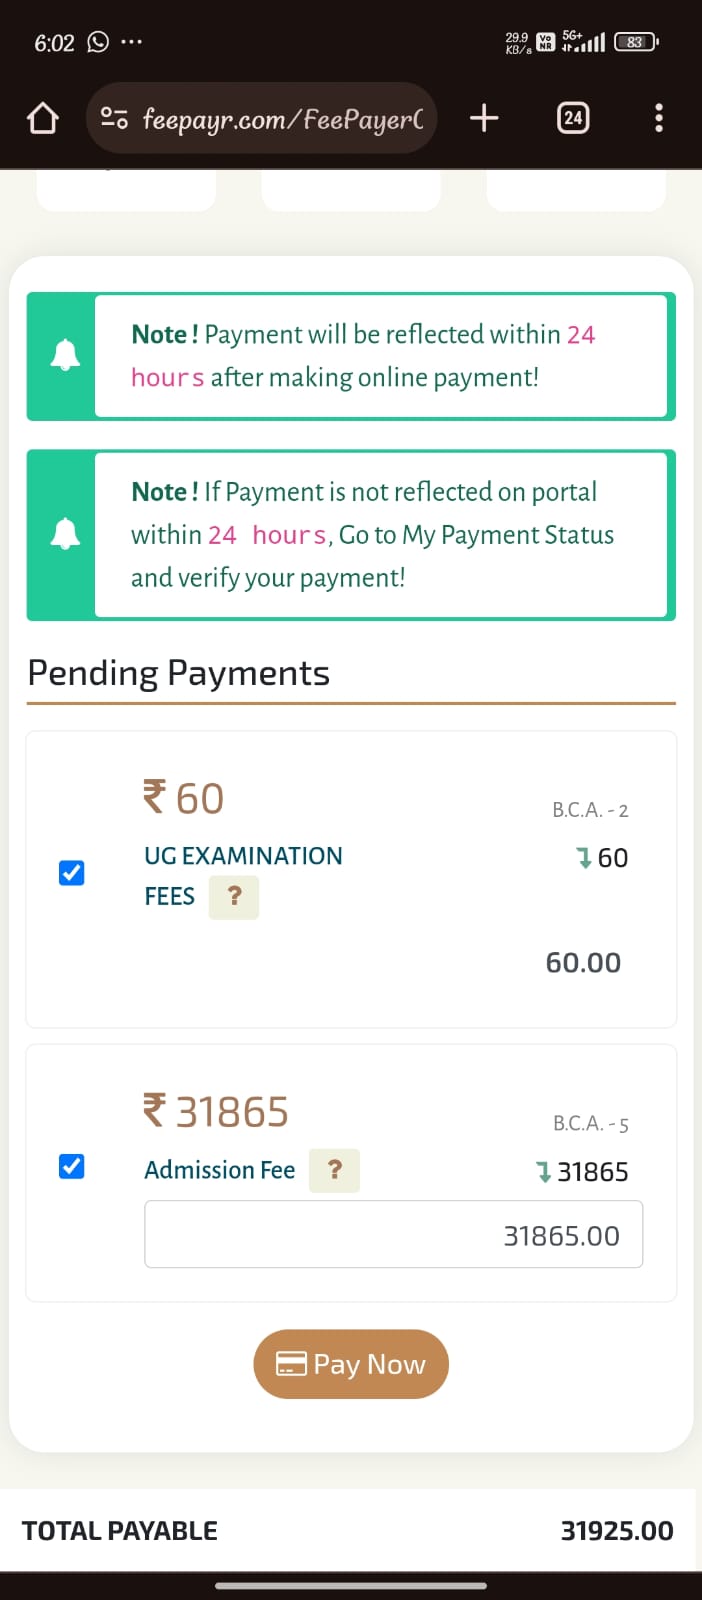 6:02 ...
29.9 KB/s Vo NR 5G+ 83
feepayr.com/FeePayer
24
Note! Payment will be reflected within 24
hours after making online payment!
Note! If Payment is not reflected on portal
within 24 hours, Go to My Payment Status
and verify your payment!
Pending Payments
₹ 60
B.C.A. - 2
UG EXAMINATION
FEES ?
60
60.00
₹ 31865
B.C.A. - 5
Admission Fee ?
31865
31865.00
Pay Now
TOTAL PAYABLE 31925.00